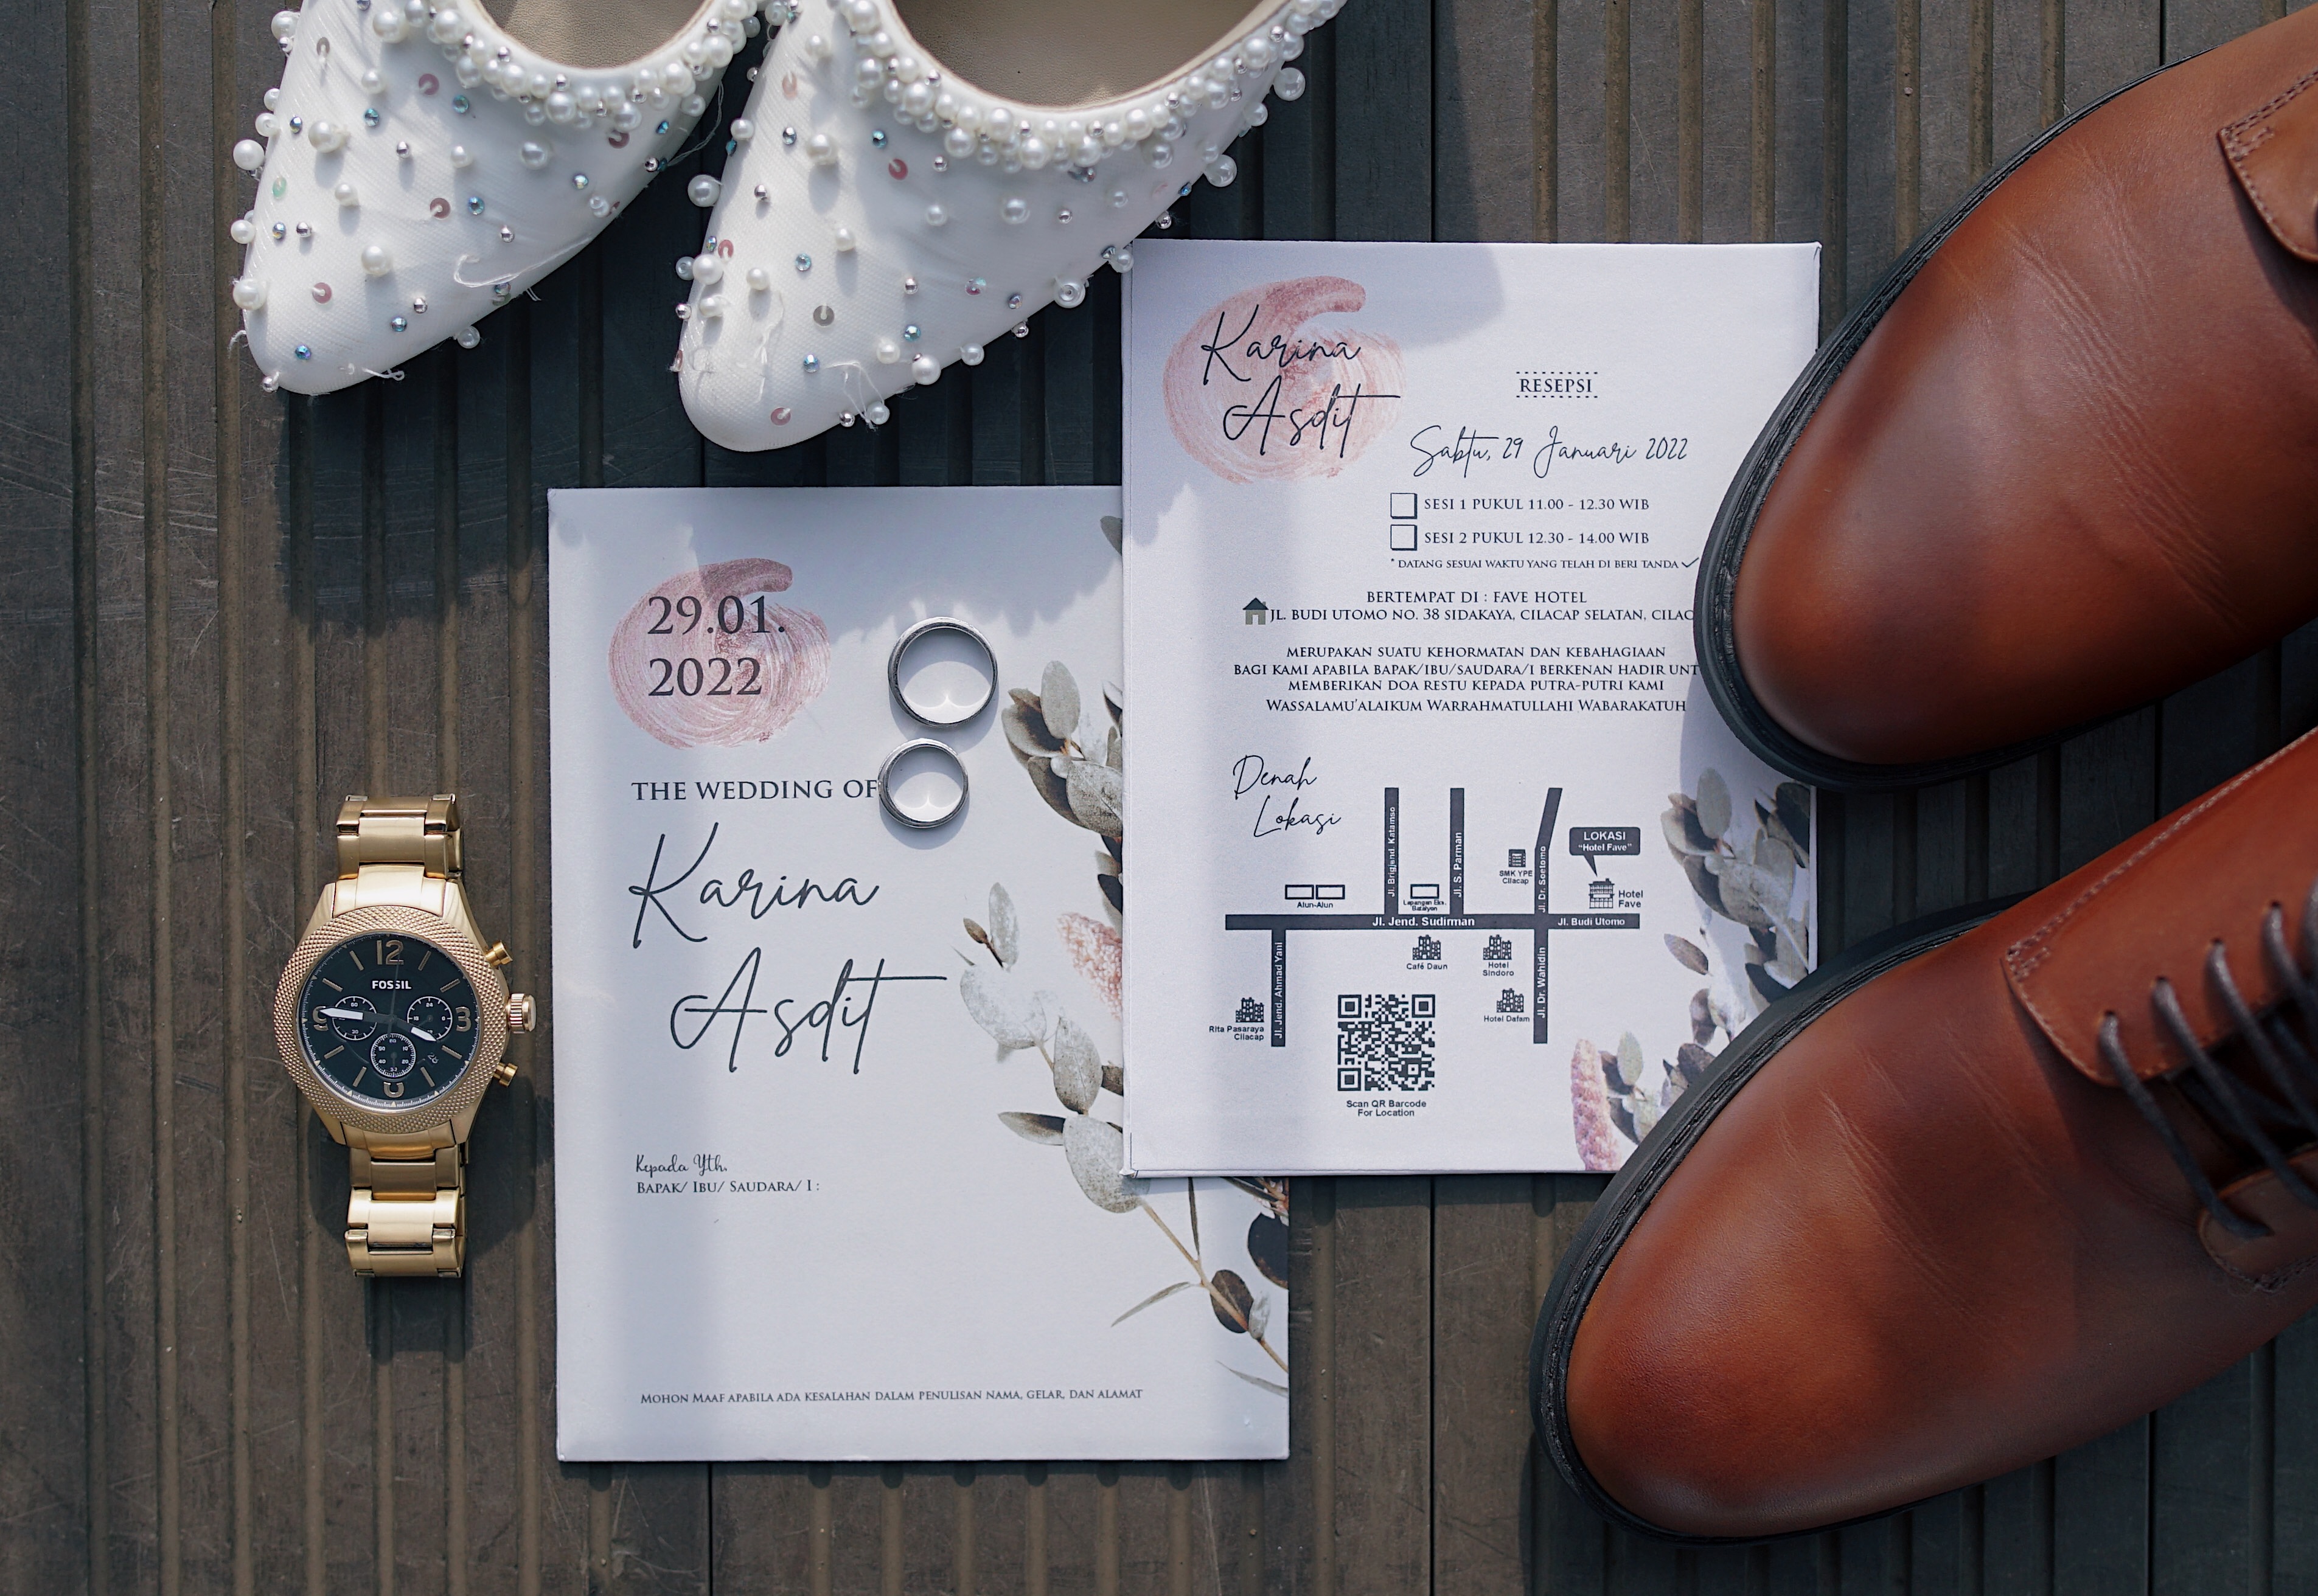 29.01.
2022
THE WEDDING OF
Karina
Asdit
Kepada Yth.
BAPAK/ IBU/ SAUDARA/ I :
MOHON MAAF APABILA ADA KESALAHAN DALAM PENULISAN NAMA, GELAR, DAN ALAMAT
Karina
Asdit
RESEPSI
Sabtu, 29 Januari 2022
SESI 1 PUKUL 11.00 - 12.30 WIB
SESI 2 PUKUL 12.30 - 14.00 WIB
* DATANG SESUAI WAKTU YANG TELAH DI BERI TANDA ✓
BERTEMPAT DI : FAVE HOTEL
JL. BUDI UTOMO NO. 38 SIDAKAYA, CILACAP SELATAN, CILAC
MERUPAKAN SUATU KEHORMATAN DAN KEBAHAGIAAN
BAGI KAMI APABILA BAPAK/IBU/SAUDARA/I BERKENAN HADIR UNT
MEMBERIKAN DOA RESTU KEPADA PUTRA-PUTRI KAMI
WASSALAMU'ALAIKUM WARRAHMATULLAHI WABARAKATUH
Denah
Lokasi
Jl. Brigjend. Katamso
Jl. S. Parman
Jl. Dr. Soetomo
LOKASI
"Hotel Fave"
SMK YPE
Cilacap
Alun-Alun
Lapangan Eks.
Batalyon
Hotel
Fave
Jl. Jend. Sudirman
Jl. Budi Utomo
Café Daun
Hotel
Sindoro
Jl. Jend. Ahmad Yani
Jl. Dr. Wahidin
Hotel Dafam
Rita Pasaraya
Cilacap
Scan QR Barcode
For Location
12
FOSSIL
9
3
6